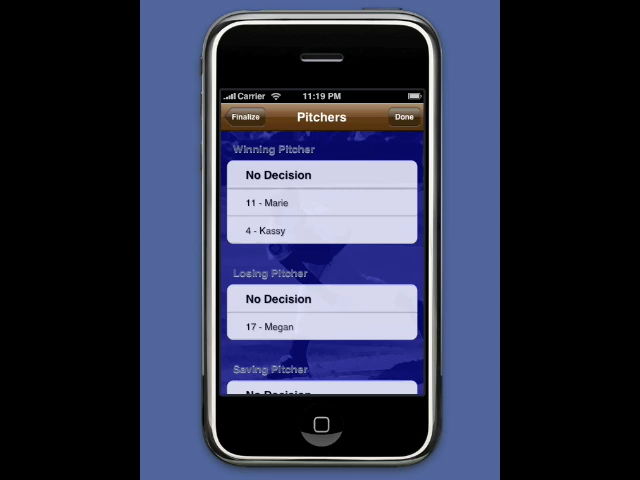 Carrier 11:19 PM
Finalize Pitchers Done
Winning Pitcher
No Decision
11 - Marie
4 - Kassy
Losing Pitcher
No Decision
17 - Megan
Saving Pitcher
No Decision